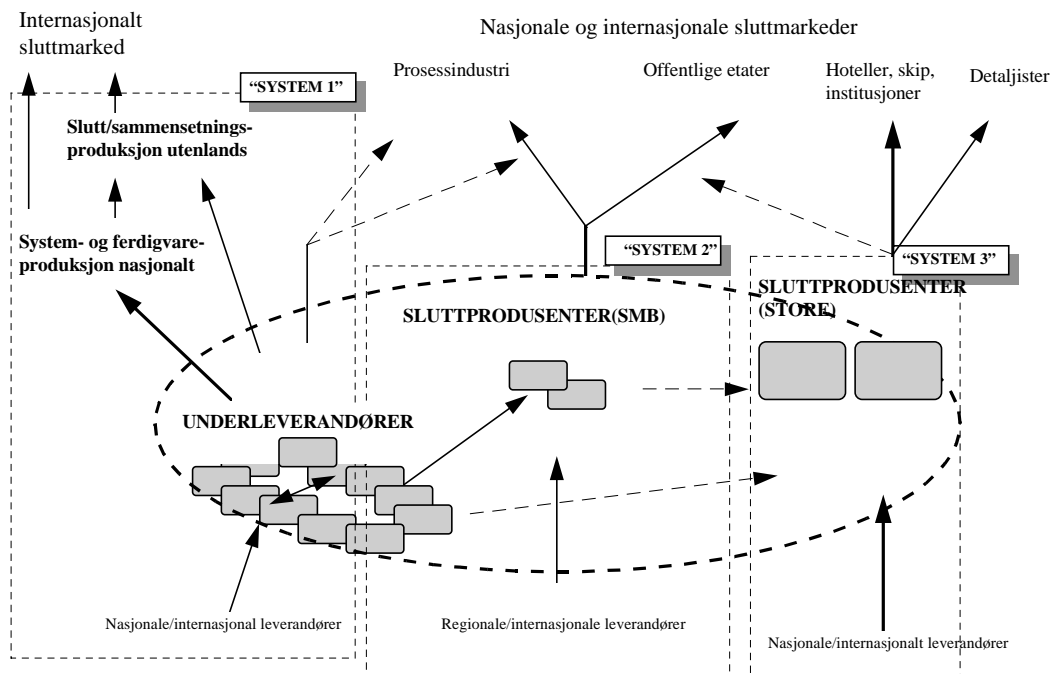 Internasjonalt
sluttmarked
Nasjonale og internasjonale sluttmarkeder
Prosessindustri
Offentlige etater
Hoteller, skip,
institusjoner
Detaljister
“SYSTEM 1”
Slutt/sammensetnings-
produksjon utenlands
System- og ferdigvare-
produksjon nasjonalt
“SYSTEM 2”
“SYSTEM 3”
SLUTTPRODUSENTER(SMB)
SLUTTPRODUSENTER
(STORE)
UNDERLEVERANDØRER
Nasjonale/internasjonal leverandører
Regionale/internasjonale leverandører
Nasjonale/internasjonalt leverandører